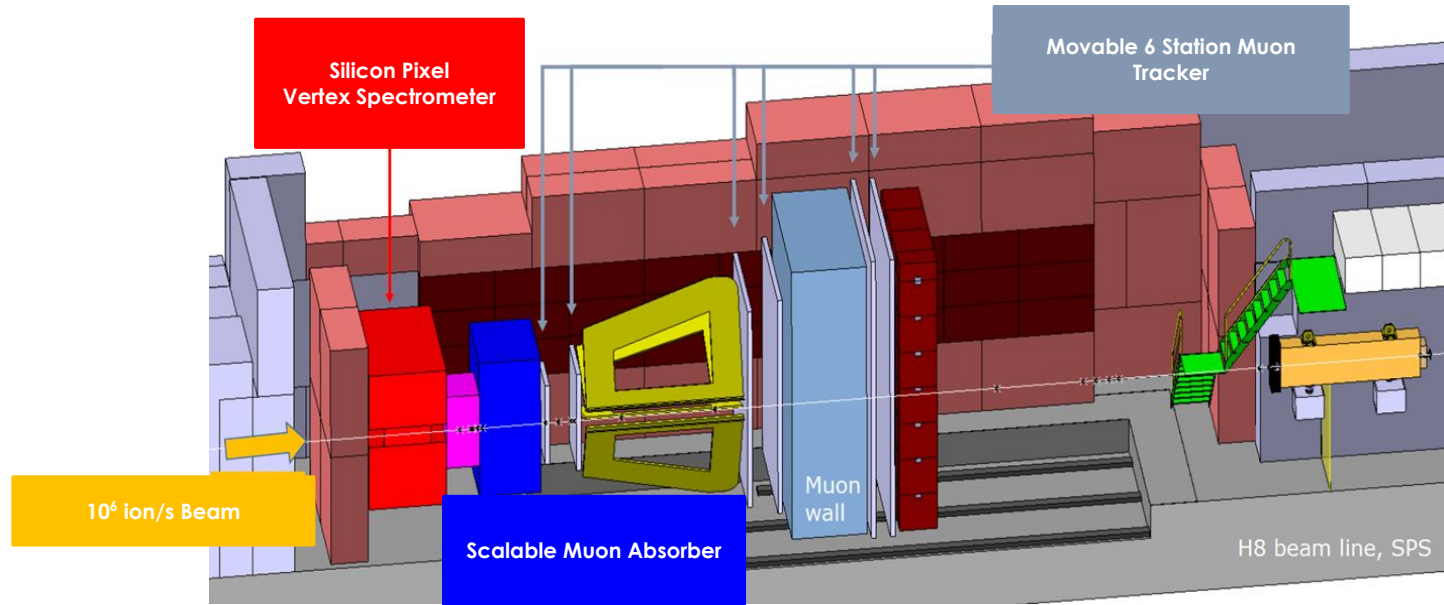 Silicon Pixel
Vertex Spectrometer
Movable 6 Station Muon
Tracker
10⁶ ion/s Beam
Scalable Muon Absorber
Muon
wall
H8 beam line, SPS